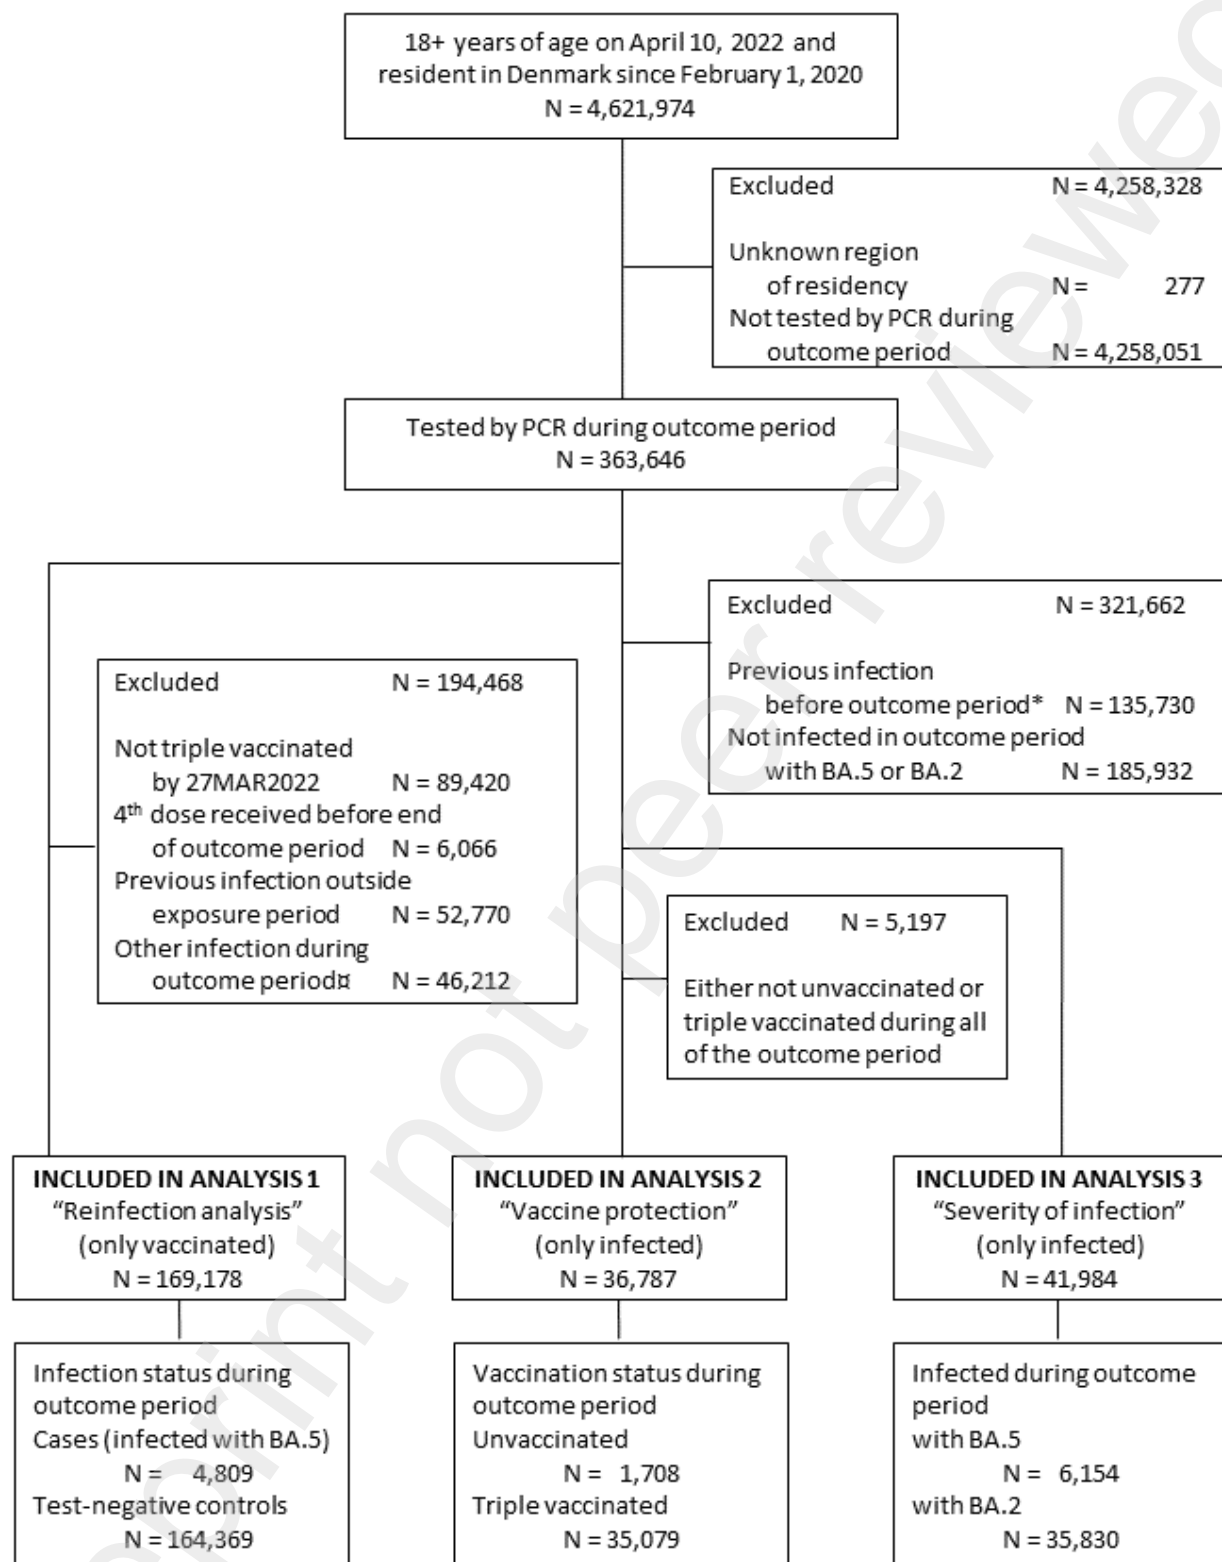 18+ years of age on April 10, 2022 and
resident in Denmark since February 1, 2020
N = 4,621,974
Excluded N = 4,258,328
Unknown region
of residency N = 277
Not tested by PCR during
outcome period N = 4,258,051
Tested by PCR during outcome period
N = 363,646
Excluded N = 321,662
Previous infection
before outcome period* N = 135,730
Not infected in outcome period
with BA.5 or BA.2 N = 185,932
Excluded N = 194,468
Not triple vaccinated
by 27MAR2022 N = 89,420
4th dose received before end
of outcome period N = 6,066
Previous infection outside
exposure period N = 52,770
Other infection during
outcome period¤ N = 46,212
Excluded N = 5,197
Either not unvaccinated or
triple vaccinated during all
of the outcome period
INCLUDED IN ANALYSIS 1
“Reinfection analysis”
(only vaccinated)
N = 169,178
INCLUDED IN ANALYSIS 2
“Vaccine protection”
(only infected)
N = 36,787
INCLUDED IN ANALYSIS 3
“Severity of infection”
(only infected)
N = 41,984
Infection status during
outcome period
Cases (infected with BA.5)
N = 4,809
Test-negative controls
N = 164,369
Vaccination status during
outcome period
Unvaccinated
N = 1,708
Triple vaccinated
N = 35,079
Infected during outcome
period
with BA.5
N = 6,154
with BA.2
N = 35,830
print not peer reviewed